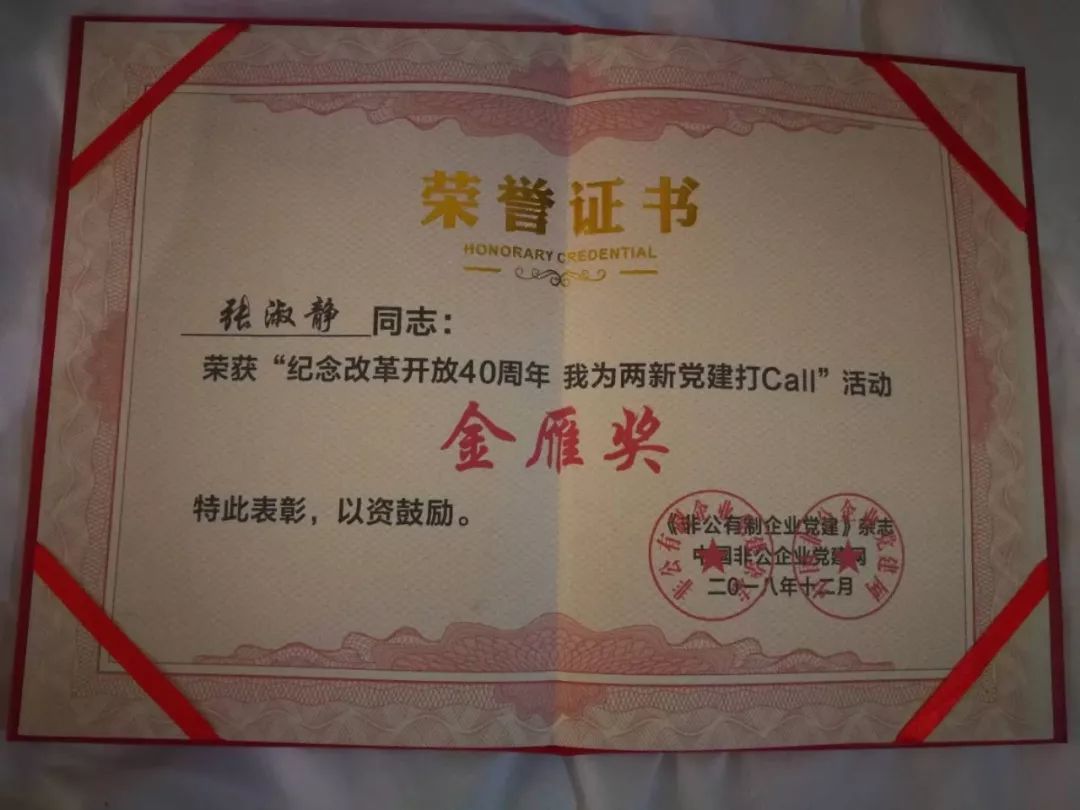 荣誉证书
HONORARY CREDENTIAL
张淑静 同志：
荣获“纪念改革开放40周年 我为两新党建打Call”活动
金雁奖
特此表彰，以资鼓励。
《非公有制企业党建》杂志
中国非公企业党建网
二〇一八年十二月